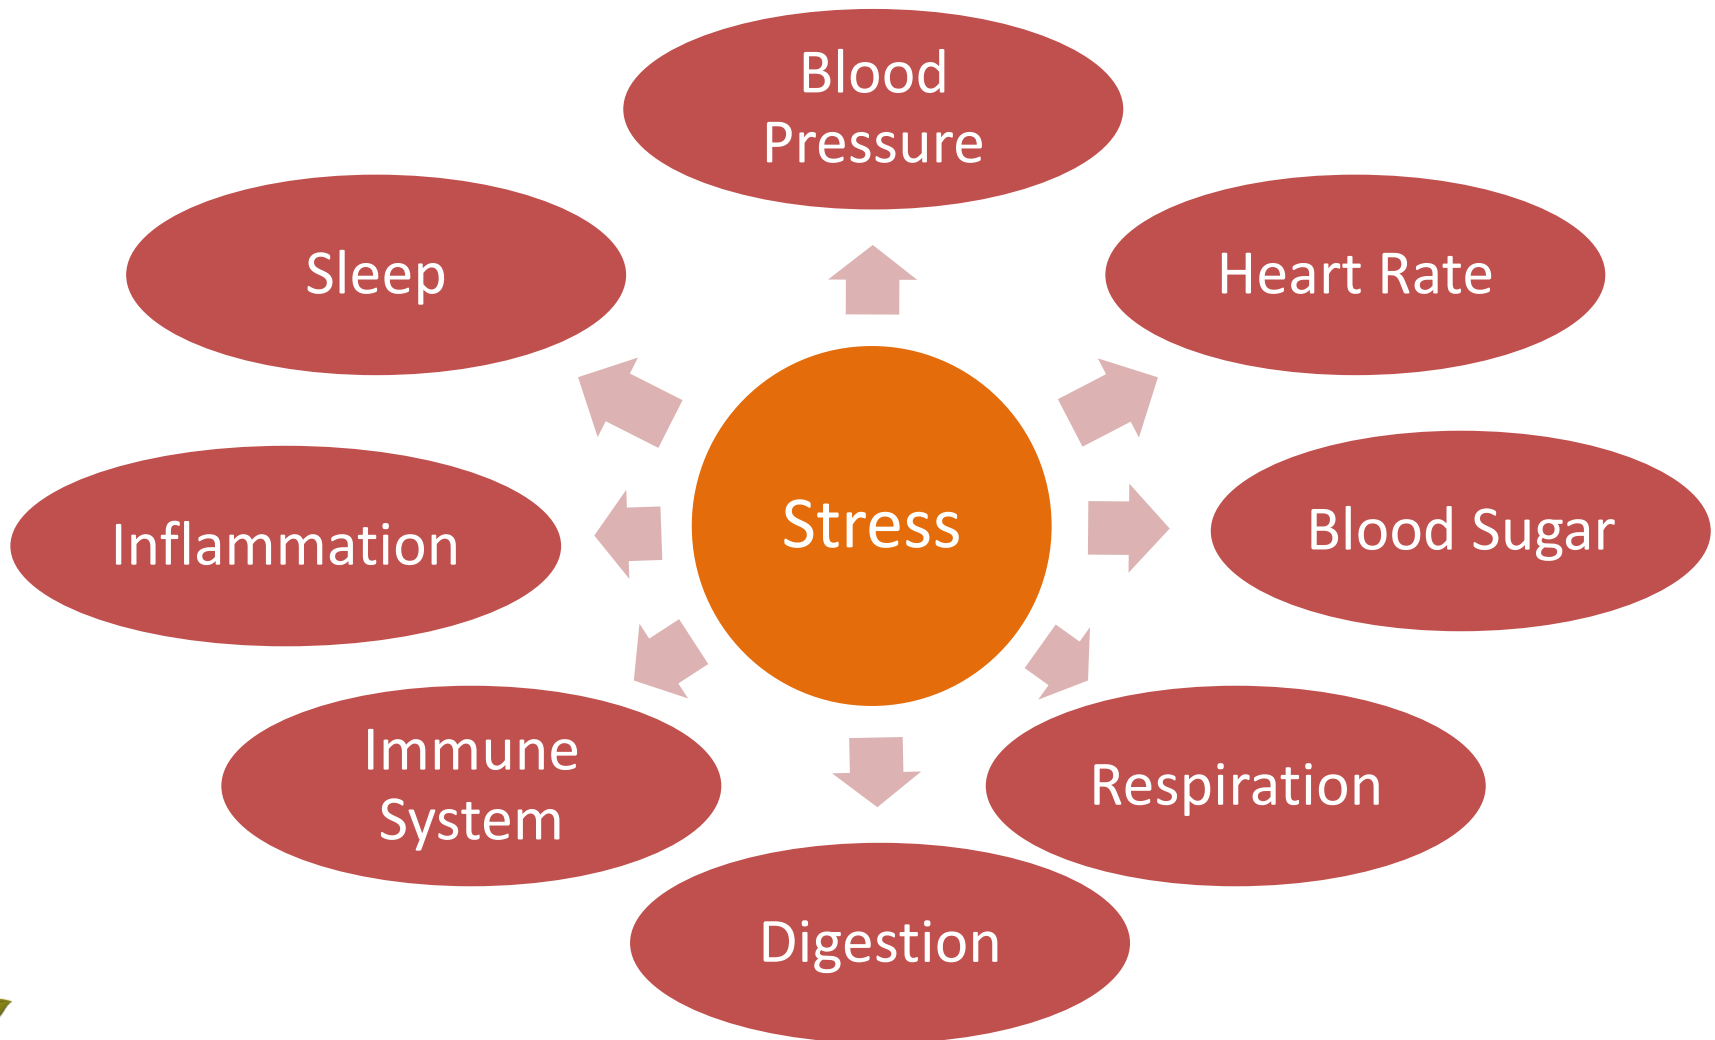 Blood
Pressure
Heart Rate
Blood Sugar
Respiration
Digestion
Immune
System
Inflammation
Sleep
Stress